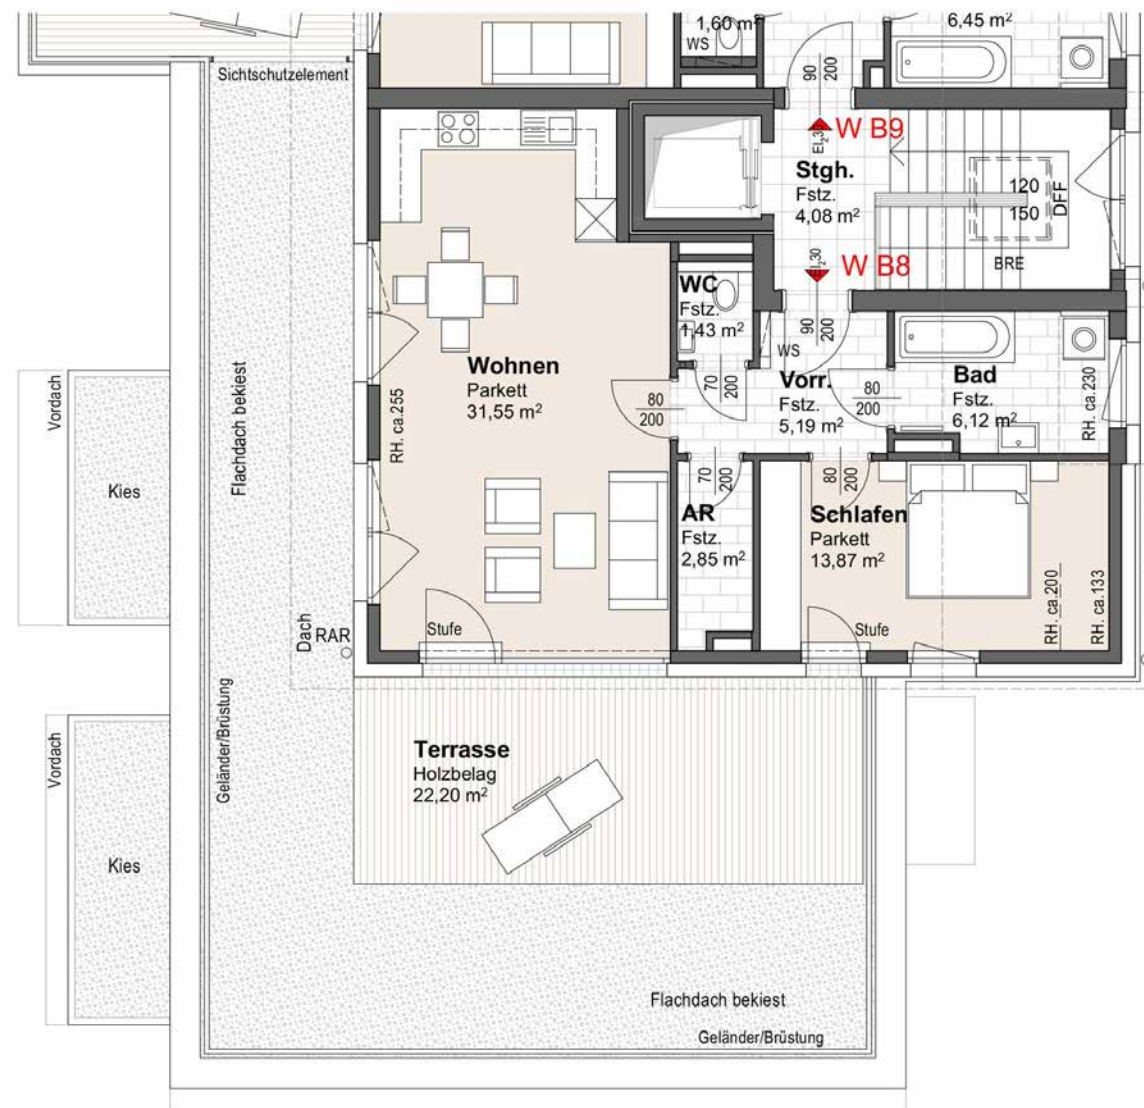 1,60 m²
WS
6,45 m²
90
200
Sichtschutzelement
W B9
EI₂30
Stgh.
Fstz.
4,08 m²
120
150
DFF
BRE
EI₂30
W B8
WC
Fstz.
1,43 m²
90
200
WS
Wohnen
Parkett
31,55 m²
RH. ca.255
80
200
70
200
Vorr.
Fstz.
5,19 m²
80
200
Bad
Fstz.
6,12 m²
RH. ca.230
Vordach
Kies
Flachdach bekiest
70
200
80
200
AR
Fstz.
2,85 m²
Schlafen
Parkett
13,87 m²
RH. ca.200
RH. ca.133
Dach
RAR
Stufe
Stufe
Geländer/Brüstung
Vordach
Kies
Terrasse
Holzbelag
22,20 m²
Flachdach bekiest
Geländer/Brüstung